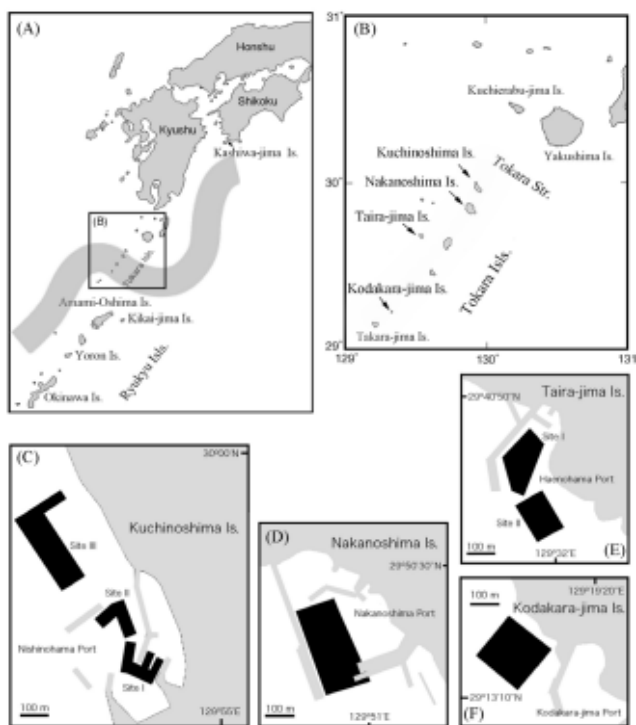 (A)
Honshu
Shikoku
Kyushu
Kashiwa-jima Is.
(B)
Tokara Isls.
Amami-Oshima Is.
Kikai-jima Is.
Yoron Is.
Ryukyu Isls.
Okinawa Is.
(B)
Kuchierabu-jima Is.
Yakushima Is.
Kuchinoshima Is.
Tokara Str.
Nakanoshima Is.
Taira-jima Is.
Tokara Isls.
Kodakara-jima Is.
Takara-jima Is.
30
29
129
130
131
(C)
30°00'N
Kuchinoshima Is.
Site III
Site II
Nishinohama Port
Site I
100 m
129°55'E
(D)
Nakanoshima Is.
29°50'30"N
Nakanoshima Port
100 m
129°51'E
29°40'50"N
Taira-jima Is.
Site I
Haenohama Port
Site II
100 m
129°32'E
(E)
129°19'20"E
100 m
Kodakara-jima Is.
29°13'10"N
(F)
Kodakara-jima Port